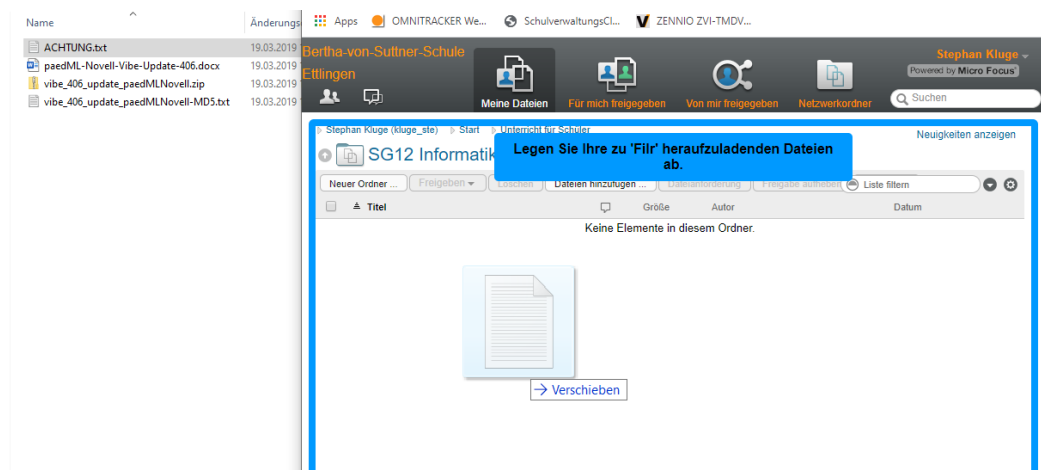 Name
Änderungs
ACHTUNG.txt
19.03.2019
paedML-Novell-Vibe-Update-406.docx
19.03.2019
vibe_406_update_paedMLNovell.zip
19.03.2019
vibe_406_update_paedMLNovell-MD5.txt
19.03.2019
Apps
OMNITRACKER We...
SchulverwaltungsCl...
ZENNIO ZVI-TMDV...
Bertha-von-Suttner-Schule
Ettlingen
Stephan Kluge
Powered by Micro Focus
Meine Dateien
Für mich freigegeben
Von mir freigegeben
Netzwerkordner
Suchen
Stephan Kluge (kluge_ste)
Start
Unterricht für Schüler
Neuigkeiten anzeigen
SG12 Informatik
Legen Sie Ihre zu 'Filr' heraufzuladenden Dateien
ab.
Neuer Ordner ...
Freigeben
Löschen
Dateien hinzufügen ...
Dateianforderung
Freigabe aufheben
Liste filtern
Titel
Größe
Autor
Datum
Keine Elemente in diesem Ordner.
→ Verschieben